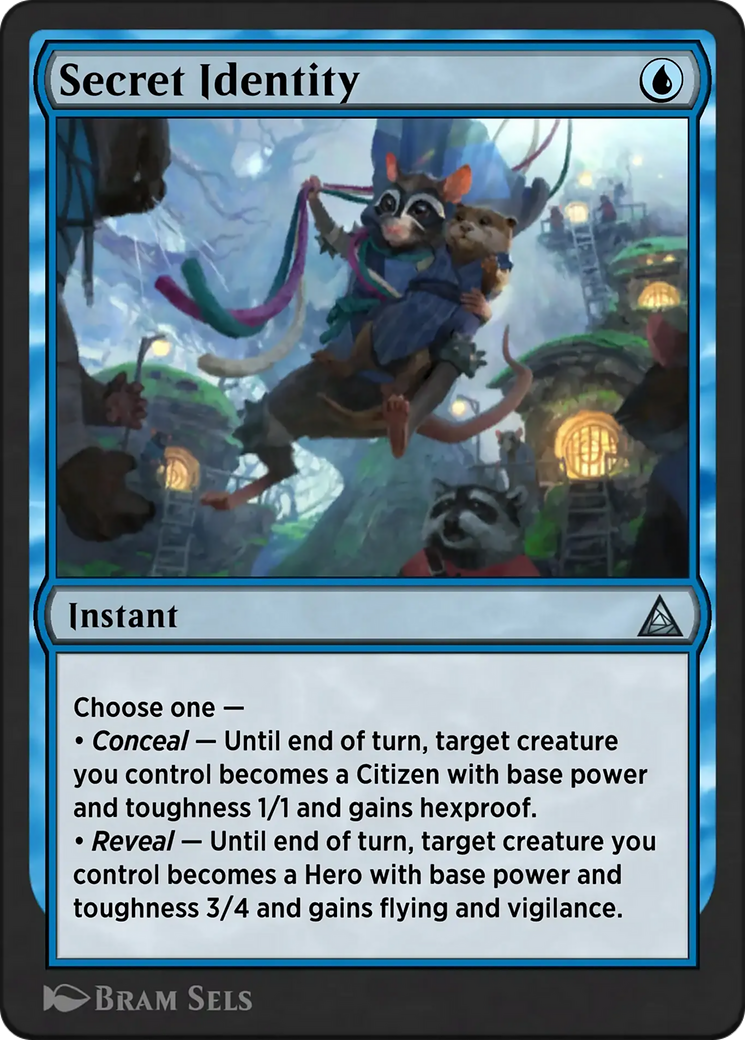 Secret Identity
Instant
Choose one —
• Conceal — Until end of turn, target creature
you control becomes a Citizen with base power
and toughness 1/1 and gains hexproof.
• Reveal — Until end of turn, target creature you
control becomes a Hero with base power and
toughness 3/4 and gains flying and vigilance.
Bram Sels